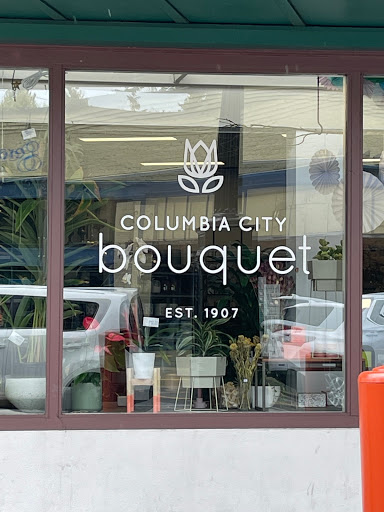 COLUMBIA CITY
bouquet
EST. 1907